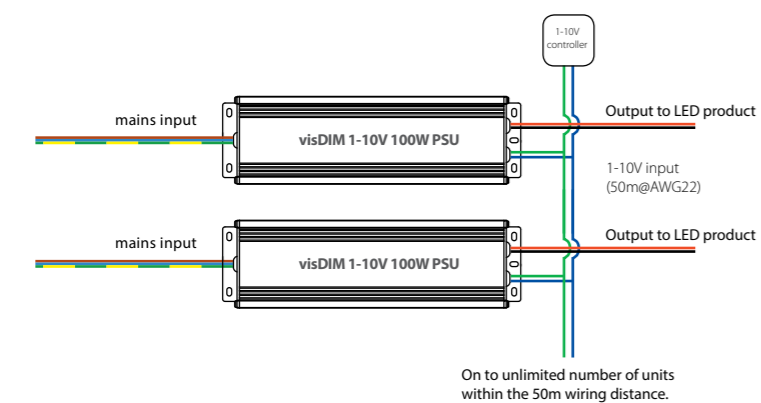 1-10V
controller
mains input
visDIM 1-10V 100W PSU
Output to LED product
1-10V input
(50m@AWG22)
mains input
visDIM 1-10V 100W PSU
Output to LED product
On to unlimited number of units
within the 50m wiring distance.